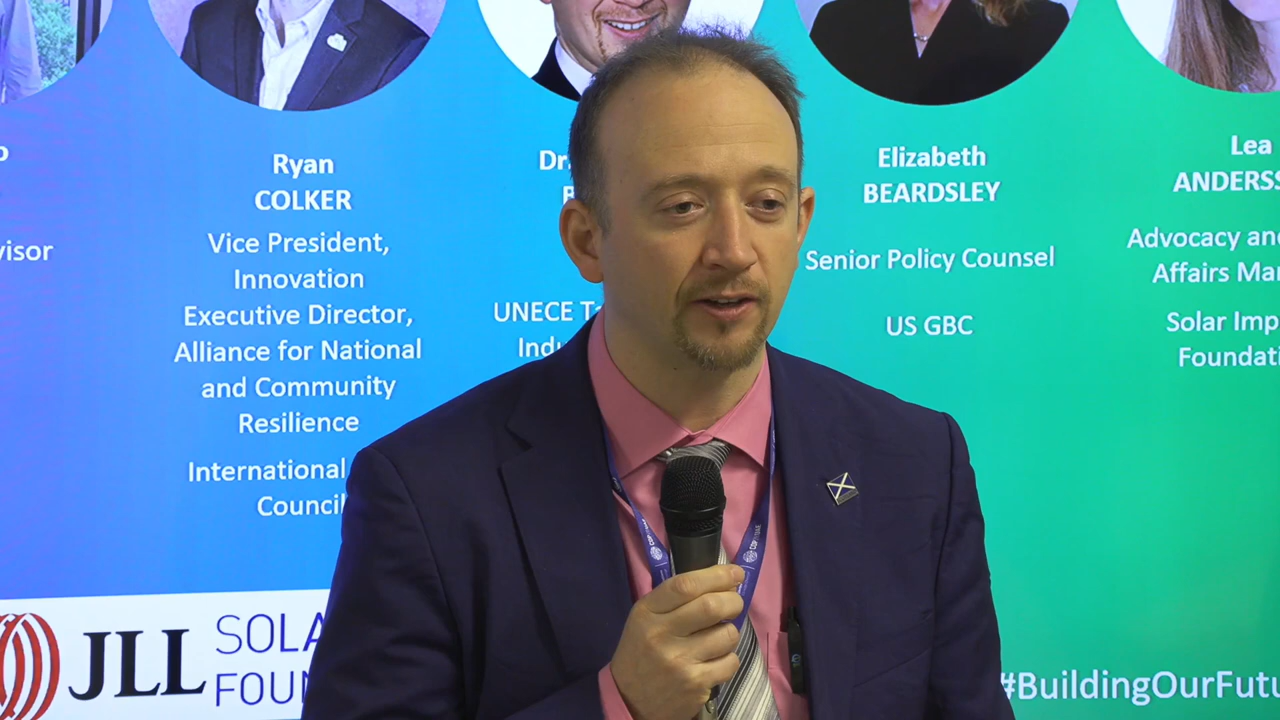 Ryan
COLKER
Vice President,
Innovation
Executive Director,
Alliance for National
and Community
Resilience
International
Council
UNECE
Elizabeth
BEARDSLEY
Senior Policy Counsel
US GBC
Lea
ANDERSS
Advocacy and
Affairs Ma
Solar Imp
Foundati
JLL
SOLA
FOUN
#BuildingOurFutu